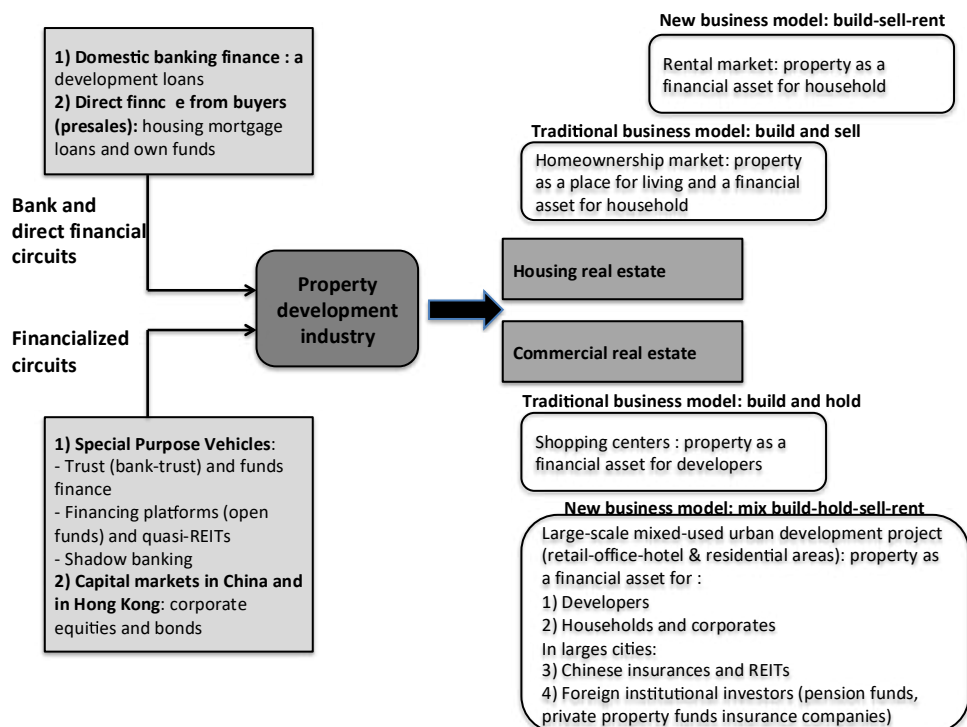 1) Domestic banking finance : a
development loans
2) Direct finnc e from buyers
(presales): housing mortgage
loans and own funds
Bank and
direct financial
circuits
Financialized
circuits
1) Special Purpose Vehicles:
- Trust (bank-trust) and funds
finance
- Financing platforms (open
funds) and quasi-REITs
- Shadow banking
2) Capital markets in China and
in Hong Kong: corporate
equities and bonds
Property
development
industry
New business model: build-sell-rent
Rental market: property as a
financial asset for household
Traditional business model: build and sell
Homeownership market: property
as a place for living and a financial
asset for household
Housing real estate
Commercial real estate
Traditional business model: build and hold
Shopping centers : property as a
financial asset for developers
New business model: mix build-hold-sell-rent
Large-scale mixed-used urban development project
(retail-office-hotel & residential areas): property as
a financial asset for :
1) Developers
2) Households and corporates
In larges cities:
3) Chinese insurances and REITs
4) Foreign institutional investors (pension funds,
private property funds insurance companies)